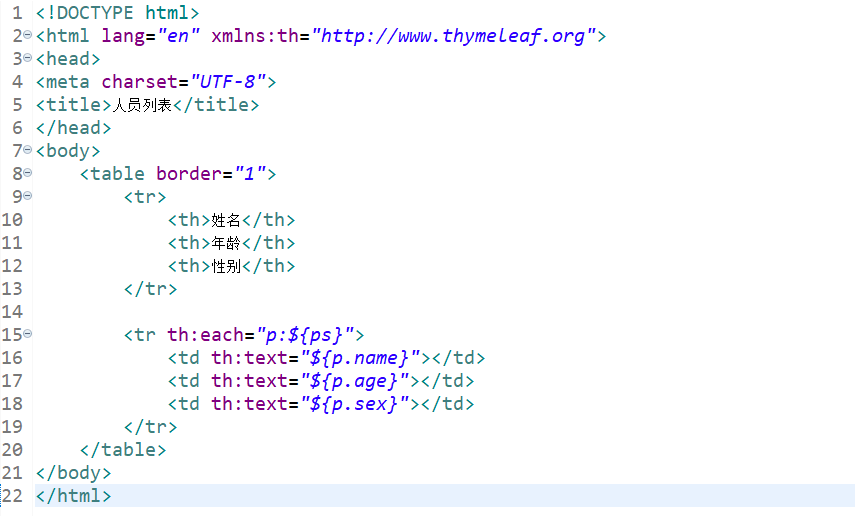 1 <!DOCTYPE html>
2 <html lang="en" xmlns:th="http://www.thymeleaf.org">
3 <head>
4 <meta charset="UTF-8">
5 <title>人员列表</title>
6 </head>
7 <body>
8     <table border="1">
9         <tr>
10             <th>姓名</th>
11             <th>年龄</th>
12             <th>性别</th>
13         </tr>
14
15         <tr th:each="p:${ps}">
16             <td th:text="${p.name}"></td>
17             <td th:text="${p.age}"></td>
18             <td th:text="${p.sex}"></td>
19         </tr>
20     </table>
21 </body>
22 </html>